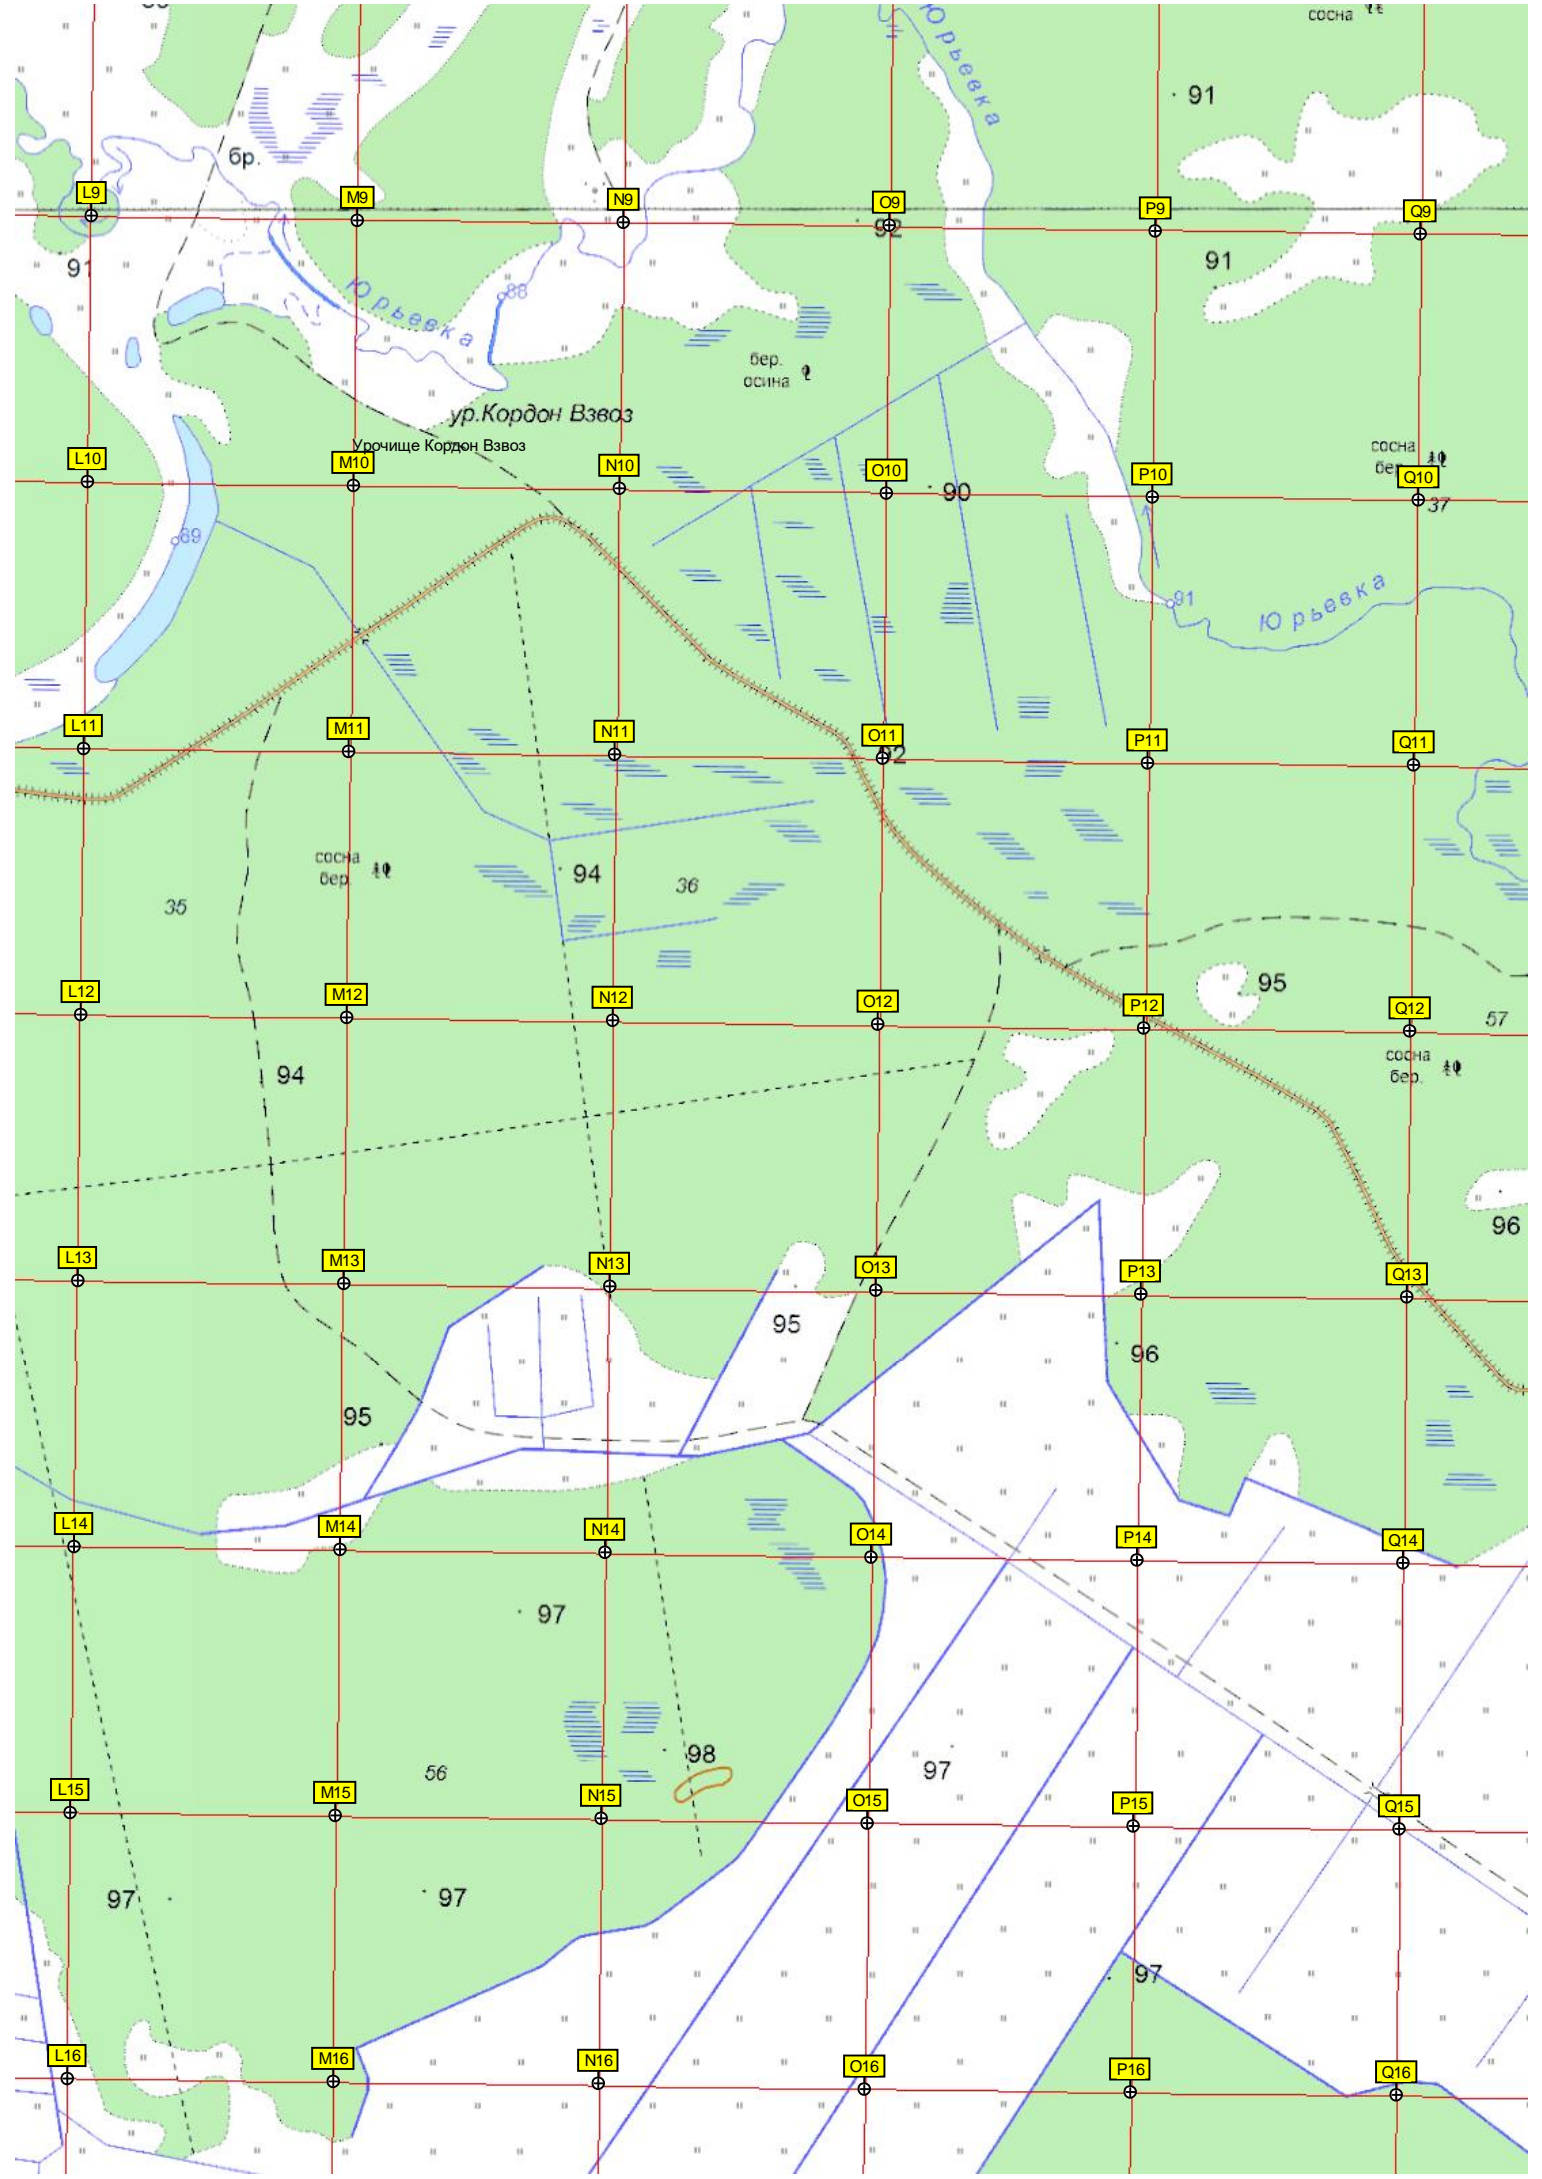 сосна
Юрьевка
91
бр.
L9
M9
N9
O9
P9
Q9
92
91
91
Юрьевка
88
бер.
осина
ур.Кордон Взвоз
Урочище Кордон Взвоз
сосна
бер.
L10
M10
N10
O10
P10
Q10
90
37
89
91
Юрьевка
L11
M11
N11
O11
P11
Q11
92
сосна
бер.
94
36
35
95
L12
M12
N12
O12
P12
Q12
57
сосна
бер.
94
96
L13
M13
N13
O13
P13
Q13
95
96
95
L14
M14
N14
O14
P14
Q14
97
98
97
56
L15
M15
N15
O15
P15
Q15
97
97
97
L16
M16
N16
O16
P16
Q16